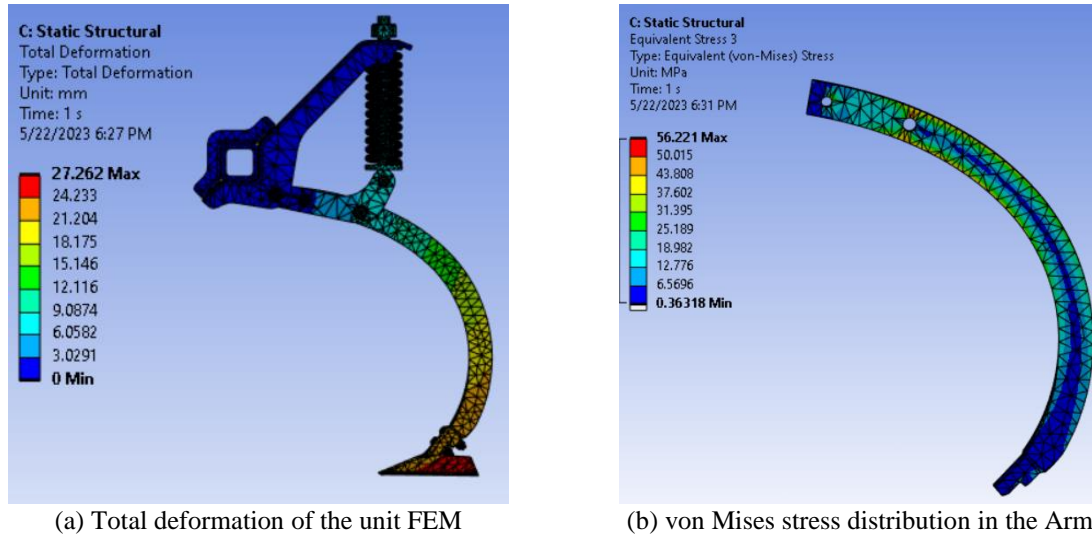 C: Static Structural
Total Deformation
Type: Total Deformation
Unit: mm
Time: 1 s
5/22/2023 6:27 PM
27.262 Max
24.233
21.204
18.175
15.146
12.116
9.0874
6.0582
3.0291
0 Min
C: Static Structural
Equivalent Stress 3
Type: Equivalent (von-Mises) Stress
Unit: MPa
Time: 1 s
5/22/2023 6:31 PM
56.221 Max
50.015
43.808
37.602
31.395
25.189
18.982
12.776
6.5696
0.36318 Min
(a) Total deformation of the unit FEM
(b) von Mises stress distribution in the Arm